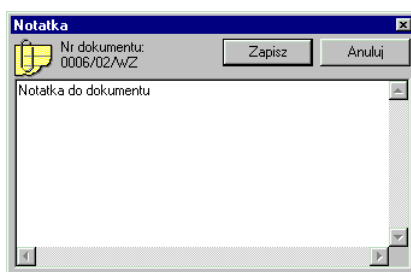 Notatka
Nr dokumentu:
0006/02/WZ
Zapisz
Anuluj
Notatka do dokumentu